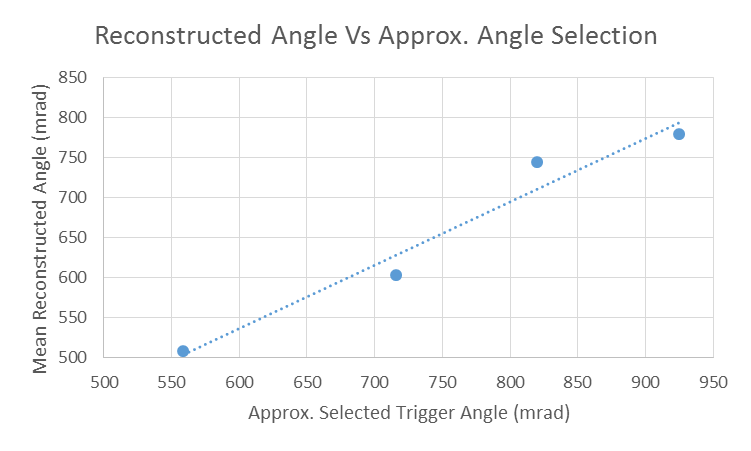 Reconstructed Angle Vs Approx. Angle Selection
Mean Reconstructed Angle (mrad)
850
800
750
700
650
600
550
500
500 550 600 650 700 750 800 850 900 950
Approx. Selected Trigger Angle (mrad)